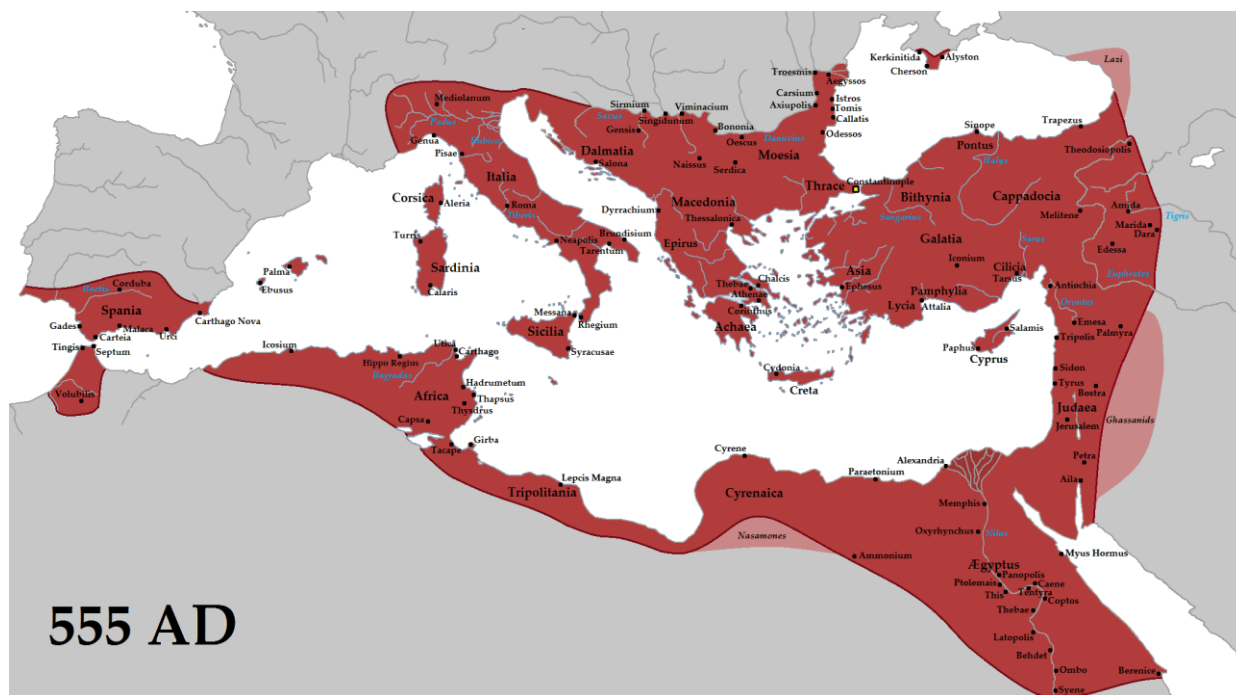 Kerkinitida
Alyston
Cherson
Lazi
Troesmis
Aegyssos
Mediolanum
Carsium
Istros
Sirmium
Viminacium
Axiupolis
Tomis
Savus
Singidunum
Callatis
Padus
Gensis
Bononia
Sinope
Trapezus
Genua
Rubico
Oescus
Danuvius
Odessos
Pontus
Theodosiopolis
Pisae
Dalmatia
Moesia
Halys
Salona
Naissus
Serdica
Italia
Thrace
Constantinople
Bithynia
Cappadocia
Corsica
Aleria
Roma
Macedonia
Amida
Tiberis
Dyrrachium
Thessalonica
Sangarius
Melitene
Tigris
Turris
Neapolis
Brundisium
Epirus
Galatia
Sarus
Marida
Dara
Tarentum
Edessa
Palma
Sardinia
Iconium
Cilicia
Asia
Tarsus
Euphrates
Ebusus
Calaris
Thebae
Chalcis
Ephesus
Pamphylia
Antiochia
Corduba
Baetis
Athenae
Lycia
Attalia
Orontes
Spania
Messana
Rhegium
Corinthus
Carthago Nova
Gades
Malaca
Urci
Sicilia
Achaea
Salamis
Emesa
Palmyra
Carteia
Tingis
Septum
Icosium
Utica
Carthago
Syracusae
Paphus
Cyprus
Tripolis
Hippo Regius
Bagradas
Cydonia
Sidon
Volubilis
Hadrumetum
Creta
Tyrus
Bostra
Africa
Thapsus
Thysdrus
Judaea
Capsa
Jerusalem
Ghassanids
Tacape
Girba
Cyrene
Alexandria
Petra
Lepcis Magna
Paraetonium
Aila
Tripolitania
Cyrenaica
Memphis
Nasamones
Oxyrhynchus
Nilus
Ammonium
Myus Hormus
Ægyptus
Panopolis
Ptolemais
Caene
This
Tentyra
Coptos
Thebae
555 AD
Latopolis
Behdet
Ombo
Berenice
Syene